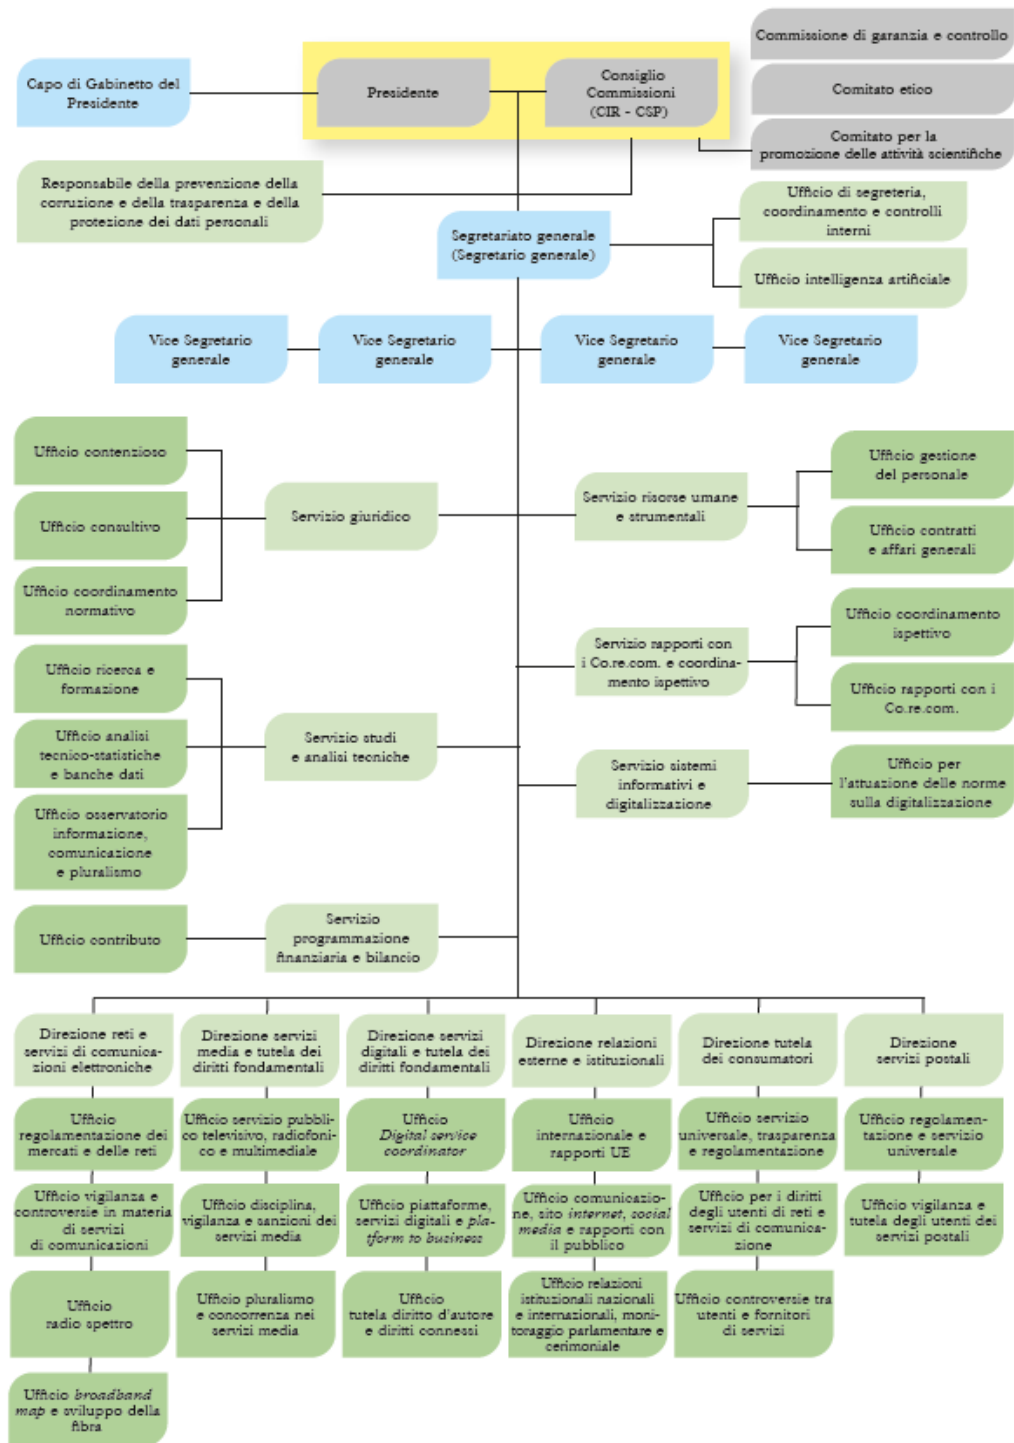 Commissione di garanzia e controllo
Capo di Gabinetto del
Presidente
Presidente
Consiglio
Commissioni
(CIR - CSP)
Comitato etico
Comitato per la
promozione delle attività scientifiche
Responsabile della prevenzione della
corruzione e della trasparenza e della
protezione dei dati personali
Ufficio di segreteria,
coordinamento e controlli
interni
Segretariato generale
(Segretario generale)
Ufficio intelligenza artificiale
Vice Segretario
generale
Vice Segretario
generale
Vice Segretario
generale
Vice Segretario
generale
Ufficio contenzioso
Ufficio consultivo
Ufficio coordinamento
normativo
Servizio giuridico
Servizio risorse umane
e strumentali
Ufficio gestione
del personale
Ufficio contratti
e affari generali
Ufficio ricerca e
formazione
Ufficio analisi
tecnico-statistiche
e banche dati
Ufficio osservatorio
informazione,
comunicazione
e pluralismo
Servizio studi
e analisi tecniche
Servizio rapporti con
i Co.re.com. e coordina-
mento ispettivo
Ufficio coordinamento
ispettivo
Ufficio rapporti con i
Co.re.com.
Servizio sistemi
informativi e
digitalizzazione
Ufficio per
l'attuazione delle norme
sulla digitalizzazione
Ufficio contributo
Servizio
programmazione
finanziaria e bilancio
Direzione reti e
servizi di comunica-
zioni elettroniche
Direzione servizi
media e tutela dei
diritti fondamentali
Direzione servizi
digitali e tutela dei
diritti fondamentali
Direzione relazioni
esterne e istituzionali
Direzione tutela
dei consumatori
Direzione
servizi postali
Ufficio
regolamentazione dei
mercati e delle reti
Ufficio servizio pubbli-
co televisivo, radiofoni-
co e multimediale
Ufficio
Digital service
coordinator
Ufficio
internazionale e
rapporti UE
Ufficio servizio
universale, trasparenza
e regolamentazione
Ufficio regolamen-
tazione e servizio
universale
Ufficio vigilanza e
controversie in materia
di servizi
di comunicazioni
Ufficio disciplina,
vigilanza e sanzioni dei
servizi media
Ufficio piattaforme,
servizi digitali e pla-
tform to business
Ufficio comunicazio-
ne, sito internet, social
media e rapporti con
il pubblico
Ufficio per i diritti
degli utenti di reti e
servizi di comunica-
zione
Ufficio vigilanza e
tutela degli utenti dei
servizi postali
Ufficio
radio spettro
Ufficio pluralismo
e concorrenza nei
servizi media
Ufficio
tutela diritto d'autore
e diritti connessi
Ufficio relazioni
istituzionali nazionali
e internazionali, moni-
toraggio parlamentare e
cerimoniale
Ufficio controversie tra
utenti e fornitori
di servizi
Ufficio broadband
map e sviluppo della
fibra